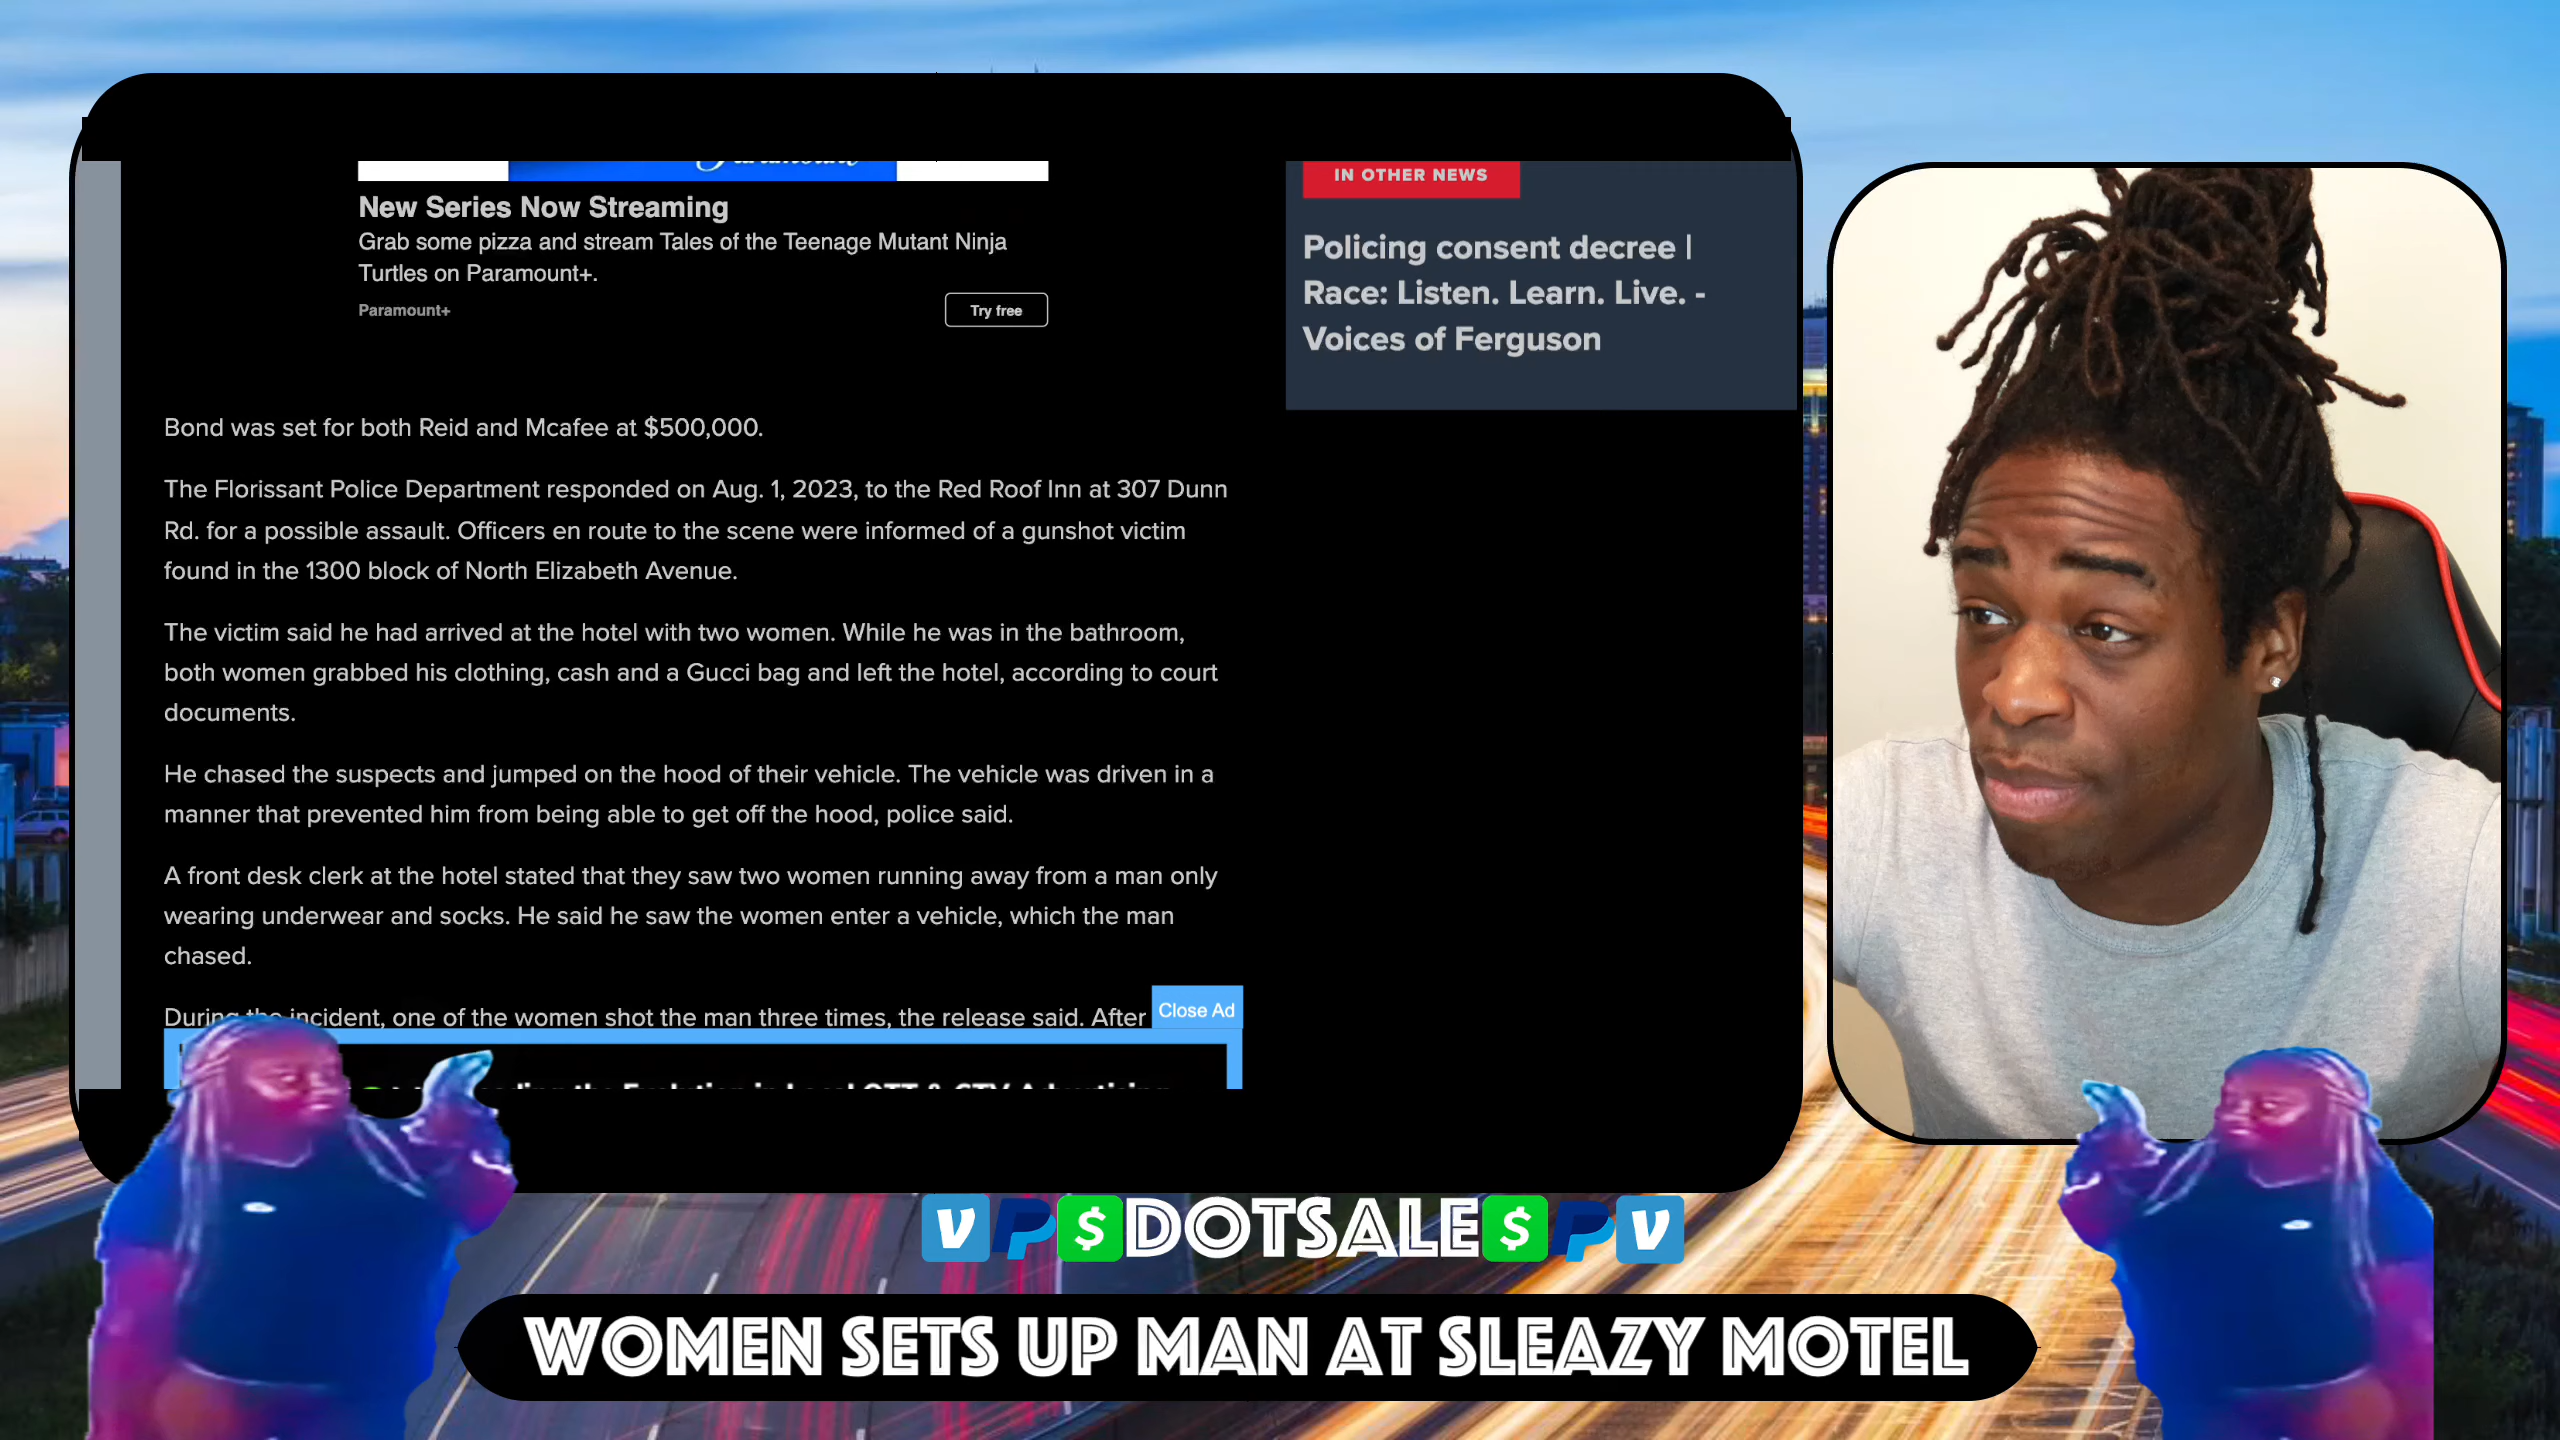 IN OTHER NEWS
New Series Now Streaming
Grab some pizza and stream Tales of the Teenage Mutant Ninja
Turtles on Paramount+.
Paramount+
Try free
Policing consent decree |
Race: Listen. Learn. Live. -
Voices of Ferguson
Bond was set for both Reid and Mcafee at $500,000.
The Florissant Police Department responded on Aug. 1, 2023, to the Red Roof Inn at 307 Dunn
Rd. for a possible assault. Officers en route to the scene were informed of a gunshot victim
found in the 1300 block of North Elizabeth Avenue.
The victim said he had arrived at the hotel with two women. While he was in the bathroom,
both women grabbed his clothing, cash and a Gucci bag and left the hotel, according to court
documents.
He chased the suspects and jumped on the hood of their vehicle. The vehicle was driven in a
manner that prevented him from being able to get off the hood, police said.
A front desk clerk at the hotel stated that they saw two women running away from a man only
wearing underwear and socks. He said he saw the women enter a vehicle, which the man
chased.
During the incident, one of the women shot the man three times, the release said. After
Close Ad
V P $DOTSALE$ P V
WOMEN SETS UP MAN AT SLEAZY MOTEL